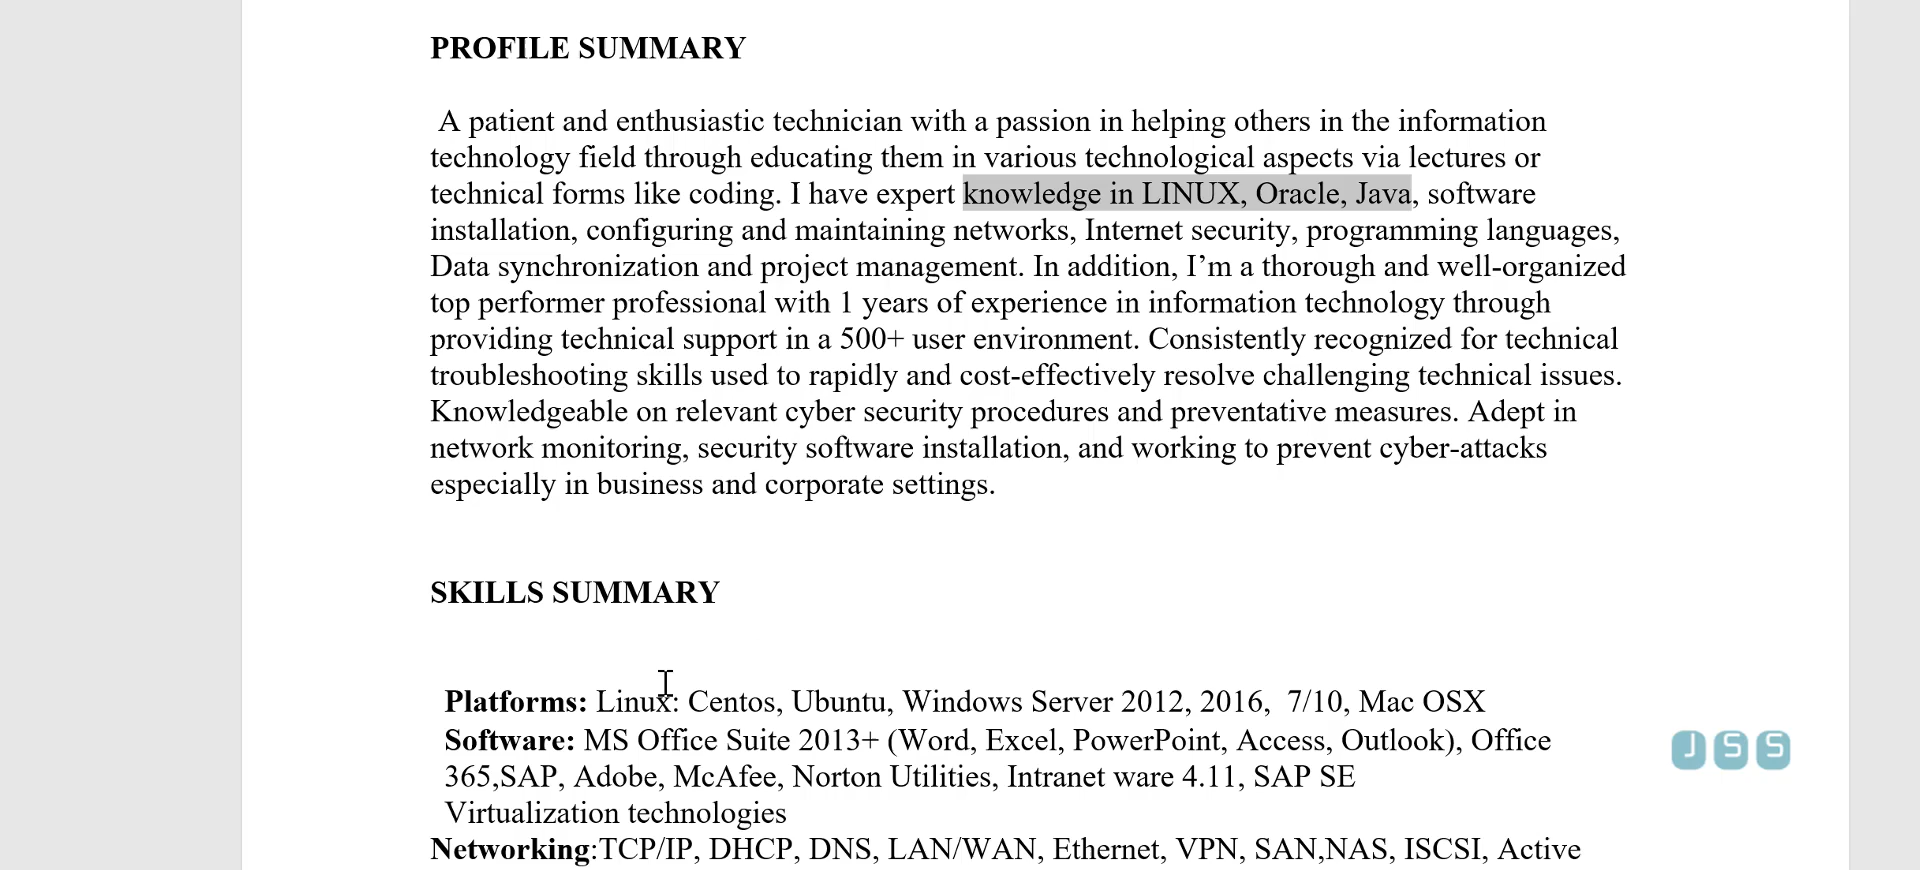 PROFILE SUMMARY
A patient and enthusiastic technician with a passion in helping others in the information
technology field through educating them in various technological aspects via lectures or
technical forms like coding. I have expert knowledge in LINUX, Oracle, Java, software
installation, configuring and maintaining networks, Internet security, programming languages,
Data synchronization and project management. In addition, I’m a thorough and well-organized
top performer professional with 1 years of experience in information technology through
providing technical support in a 500+ user environment. Consistently recognized for technical
troubleshooting skills used to rapidly and cost-effectively resolve challenging technical issues.
Knowledgeable on relevant cyber security procedures and preventative measures. Adept in
network monitoring, security software installation, and working to prevent cyber-attacks
especially in business and corporate settings.
SKILLS SUMMARY
Platforms: Linux: Centos, Ubuntu, Windows Server 2012, 2016,  7/10, Mac OSX
Software: MS Office Suite 2013+ (Word, Excel, PowerPoint, Access, Outlook), Office
365,SAP, Adobe, McAfee, Norton Utilities, Intranet ware 4.11, SAP SE
Virtualization technologies
Networking:TCP/IP, DHCP, DNS, LAN/WAN, Ethernet, VPN, SAN,NAS, ISCSI, Active
JSS